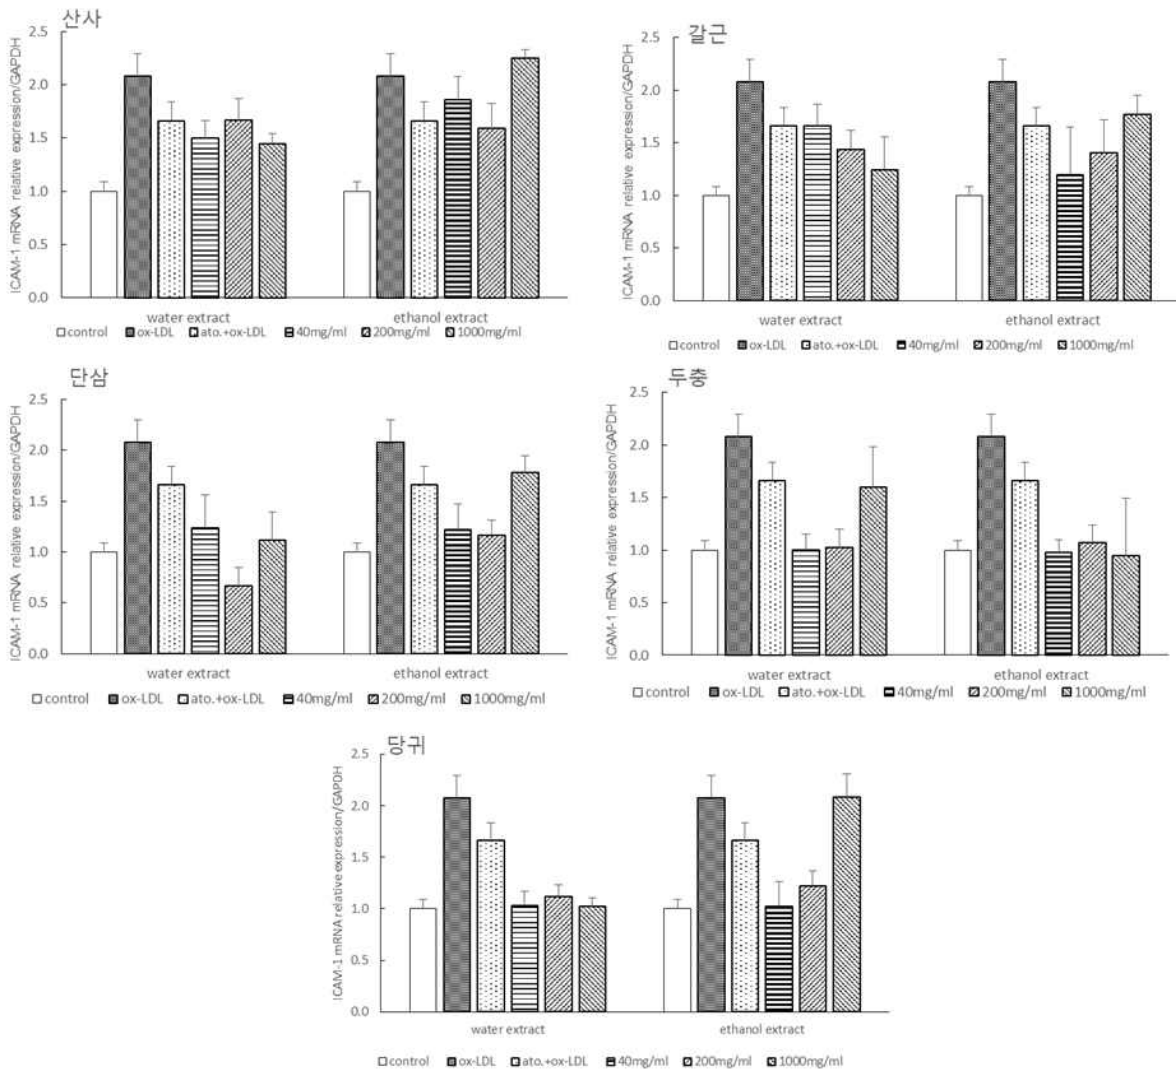 산사
ICAM-1 mRNA relative expression/GAPDH
2.5
2.0
1.5
1.0
0.5
0.0
water extract ethanol extract
control ox-LDL ato.+ox-LDL 40mg/ml 200mg/ml 1000mg/ml
갈근
ICAM-1 mRNA relative expression/GAPDH
2.5
2.0
1.5
1.0
0.5
0.0
water extract ethanol extract
control ox-LDL ato.+ox-LDL 40mg/ml 200mg/ml 1000mg/ml
단삼
ICAM-1 mRNA relative expression/GAPDH
2.5
2.0
1.5
1.0
0.5
0.0
water extract ethanol extract
control ox-LDL ato.+ox-LDL 40mg/ml 200mg/ml 1000mg/ml
두충
ICAM-1 mRNA relative expression/GAPDH
2.5
2.0
1.5
1.0
0.5
0.0
water extract ethanol extract
control ox-LDL ato.+ox-LDL 40mg/ml 200mg/ml 1000mg/ml
당귀
ICAM-1 mRNA relative expression/GAPDH
2.5
2.0
1.5
1.0
0.5
0.0
water extract ethanol extract
control ox-LDL ato.+ox-LDL 40mg/ml 200mg/ml 1000mg/ml